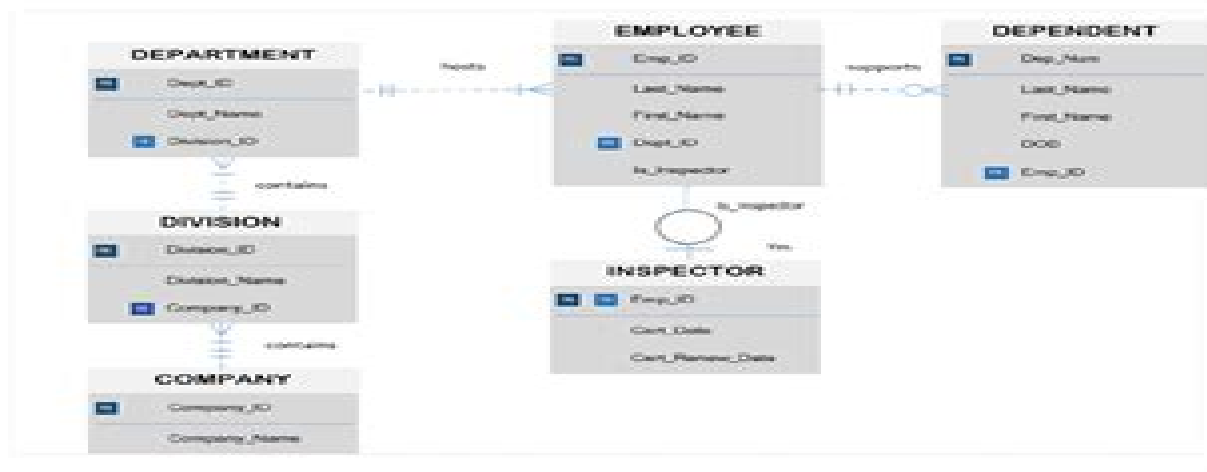 DEPARTMENT
Dept_ID
Dept_Name
Division_ID
hosts
EMPLOYEE
Emp_ID
Last_Name
First_Name
Dept_ID
Is_Inspector
supports
DEPENDENT
Dep_Num
Last_Name
First_Name
DOB
Emp_ID
contains
DIVISION
Division_ID
Division_Name
Company_ID
Is_Inspector
Yes
INSPECTOR
Emp_ID
Cert_Date
Cert_Renew_Date
contains
COMPANY
Company_ID
Company_Name